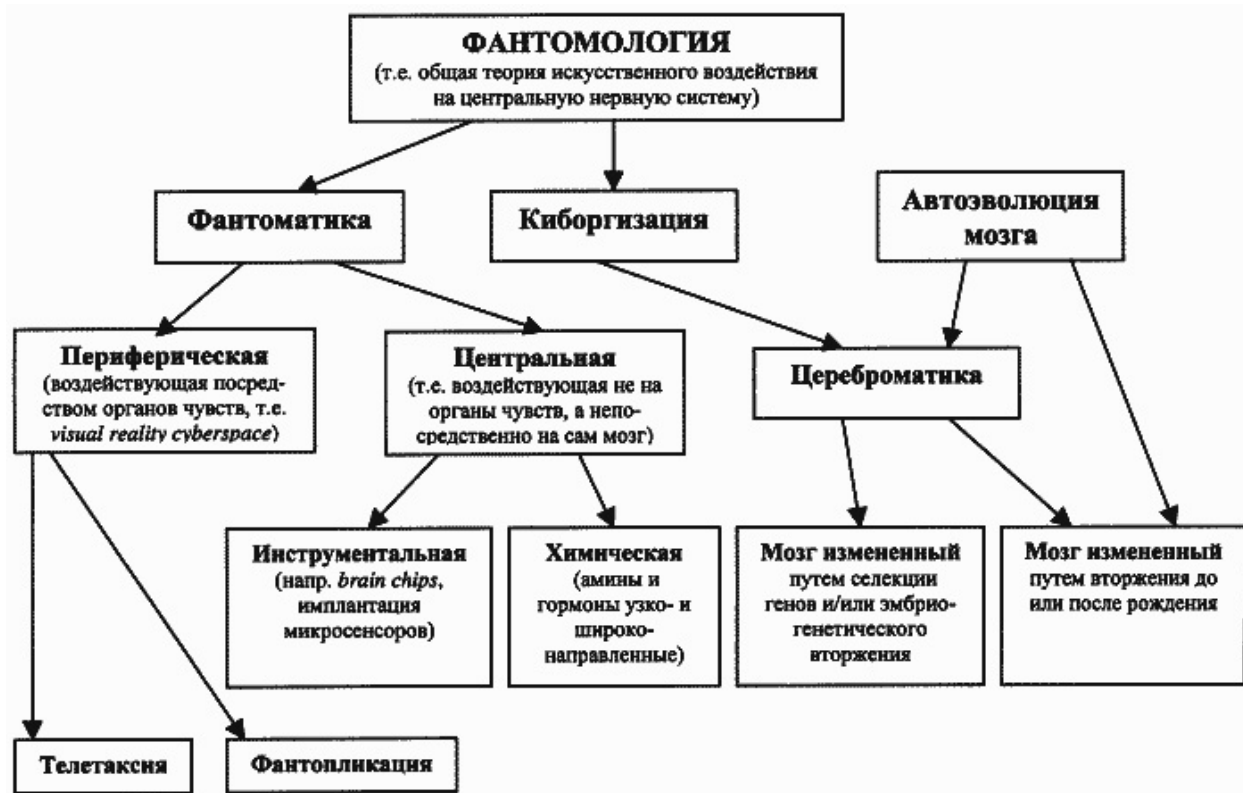 ФАНТОМОЛОГИЯ
(т.е. общая теория искусственного воздействия
на центральную нервную систему)
Фантоматика
Киборгизация
Автоэволюция
мозга
Периферическая
(воздействующая посред-
ством органов чувств, т.е.
visual reality cyberspace)
Центральная
(т.е. воздействующая не на
органы чувств, а непо-
средственно на сам мозг)
Цереброматика
Инструментальная
(напр. brain chips,
имплантация
микросенсоров)
Химическая
(амины и
гормоны узко- и
широко-
направленные)
Мозг измененный
путем селекции
генов и/или эмбрио-
генетического
вторжения
Мозг измененный
путем вторжения до
или после рождения
Телетаксия
Фантопликация